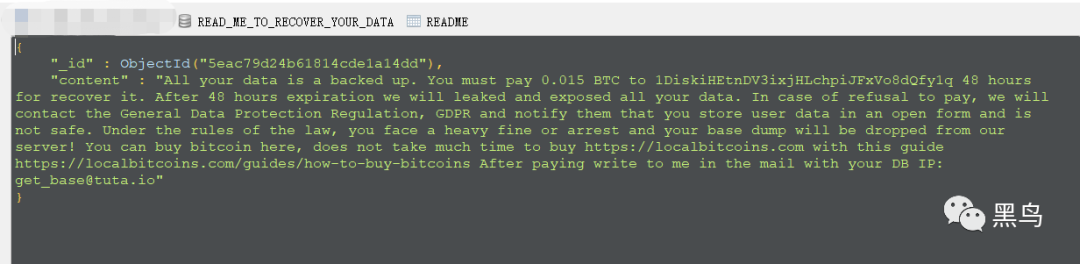 READ_ME_TO_RECOVER_YOUR_DATA README
{
"_id" : ObjectId("5eac79d24b61814cde1a14dd"),
"content" : "All your data is a backed up. You must pay 0.015 BTC to 1DiskiHEtnDV3ixjHLchpiJFxVo8dQfy1q 48 hours
for recover it. After 48 hours expiration we will leaked and exposed all your data. In case of refusal to pay, we will
contact the General Data Protection Regulation, GDPR and notify them that you store user data in an open form and is
not safe. Under the rules of the law, you face a heavy fine or arrest and your base dump will be dropped from our
server! You can buy bitcoin here, does not take much time to buy https://localbitcoins.com with this guide
https://localbitcoins.com/guides/how-to-buy-bitcoins After paying write to me in the mail with your DB IP:
get_base@tuta.io"
}
黑鸟